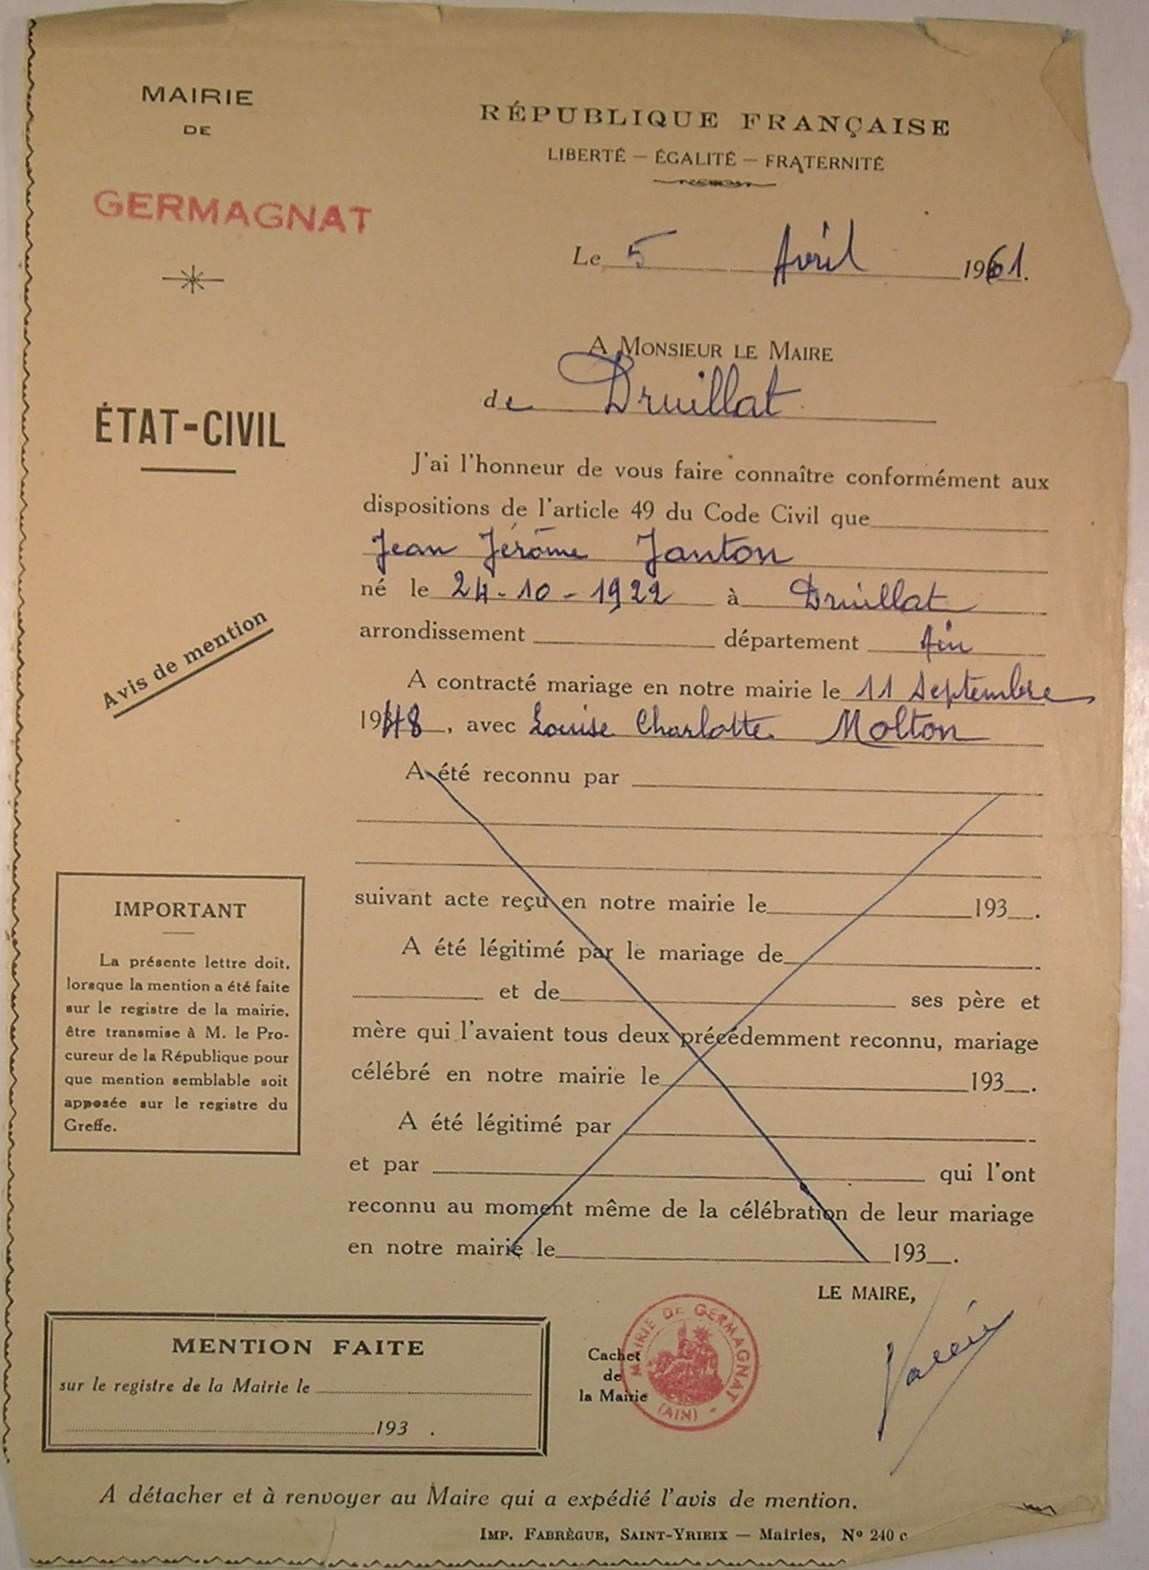 MAIRIE
DE
GERMAGNAT
RÉPUBLIQUE FRANÇAISE
LIBERTÉ — ÉGALITÉ — FRATERNITÉ
Le 5 Avril 1961.
A MONSIEUR LE MAIRE
de Druillat
ÉTAT-CIVIL
J'ai l'honneur de vous faire connaître conformément aux
dispositions de l'article 49 du Code Civil que
Jean Jérôme Janton
né le 24-10-1922 à Druillat
arrondissement département Ain
Avis de mention
A contracté mariage en notre mairie le 11 Septembre
1948, avec Louise Charlotte Molton
A été reconnu par
suivant acte reçu en notre mairie le 193 .
A été légitimé par le mariage de
et de ses père et
mère qui l'avaient tous deux précédemment reconnu, mariage
célébré en notre mairie le 193 .
A été légitimé par
et par qui l'ont
reconnu au moment même de la célébration de leur mariage
en notre mairie le 193 .
IMPORTANT
La présente lettre doit,
lorsque la mention a été faite
sur le registre de la mairie,
être transmise à M. le Pro-
cureur de la République pour
que mention semblable soit
apposée sur le registre du
Greffe.
LE MAIRE,
MENTION FAITE
sur le registre de la Mairie le
193 .
Cachet
de
la Mairie
MAIRIE DE GERMAGNAT
(AIN)
A détacher et à renvoyer au Maire qui a expédié l'avis de mention.
IMP. FABRÈGUE, SAINT-YRIEIX — Mairies, N° 240 c